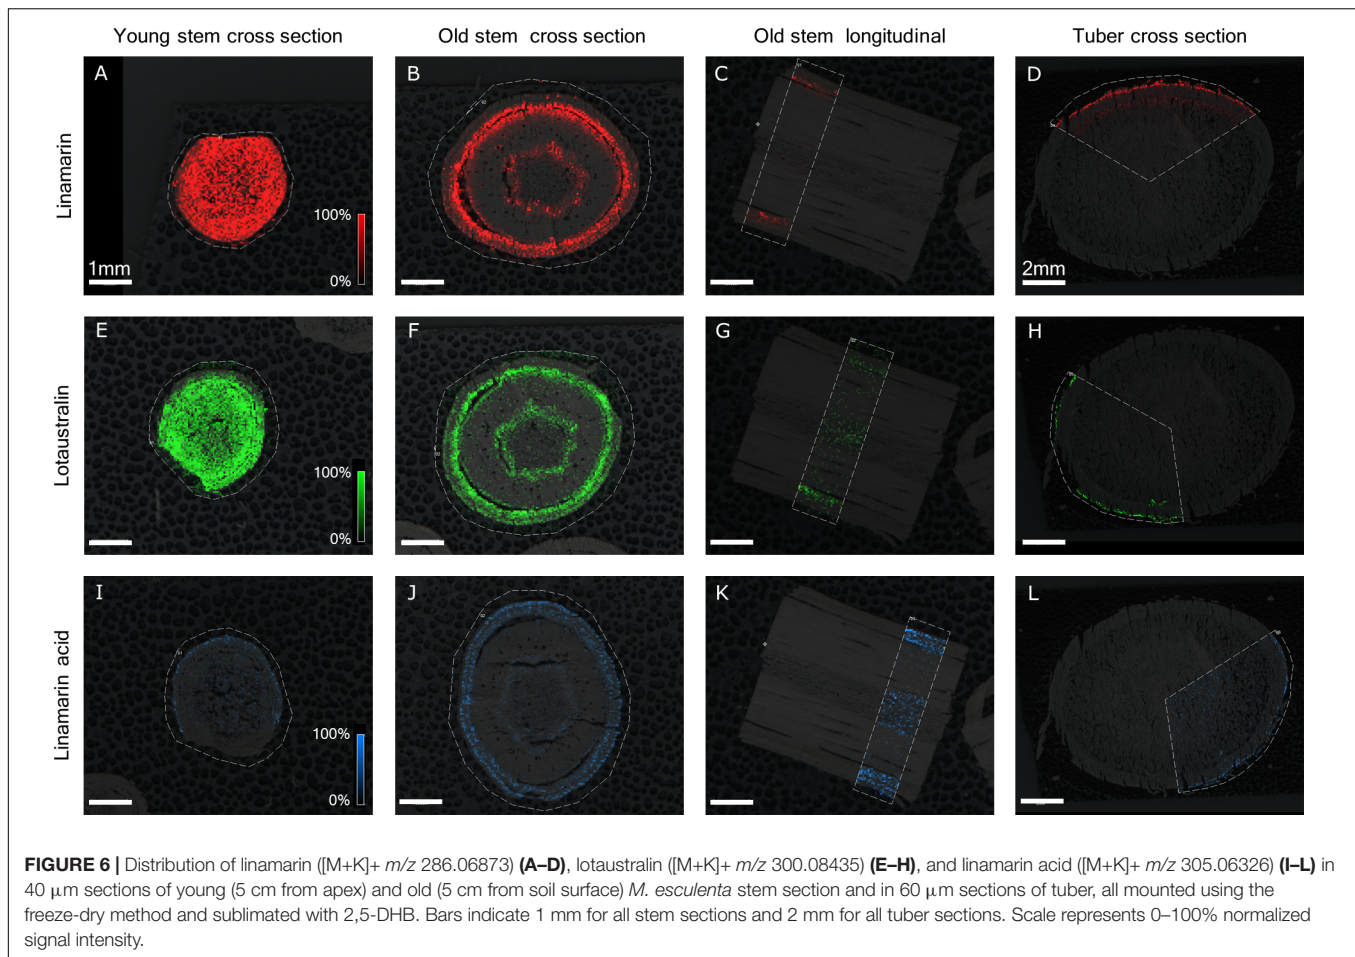 Young stem cross section
Old stem cross section
Old stem longitudinal
Tuber cross section
Linamarin
A
100%
0%
1mm
B
C
D
2mm
Lotaustralin
E
100%
0%
F
G
H
Linamarin acid
I
100%
0%
J
K
L
FIGURE 6 | Distribution of linamarin ([M+K]+ m/z 286.06873) (A–D), lotaustralin ([M+K]+ m/z 300.08435) (E–H), and linamarin acid ([M+K]+ m/z 305.06326) (I–L) in
40 μm sections of young (5 cm from apex) and old (5 cm from soil surface) M. esculenta stem section and in 60 μm sections of tuber, all mounted using the
freeze-dry method and sublimated with 2,5-DHB. Bars indicate 1 mm for all stem sections and 2 mm for all tuber sections. Scale represents 0–100% normalized
signal intensity.